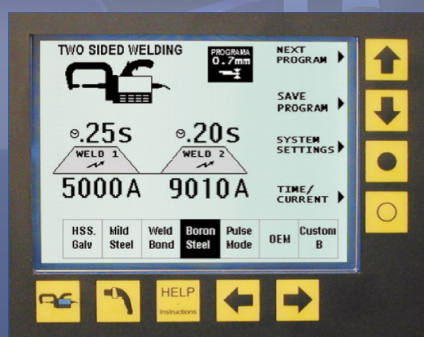 TWO SIDED WELDING
PROGRAMA
0.7mm
NEXT
PROGRAM
SAVE
PROGRAM
SYSTEM
SETTINGS
TIME/
CURRENT
.25s
.20s
WELD 1
WELD 2
5000A
9010A
HSS.
Galv
Mild
Steel
Weld
Bond
Boron
Steel
Pulse
Mode
OEM
Custom
B
HELP
Instructions